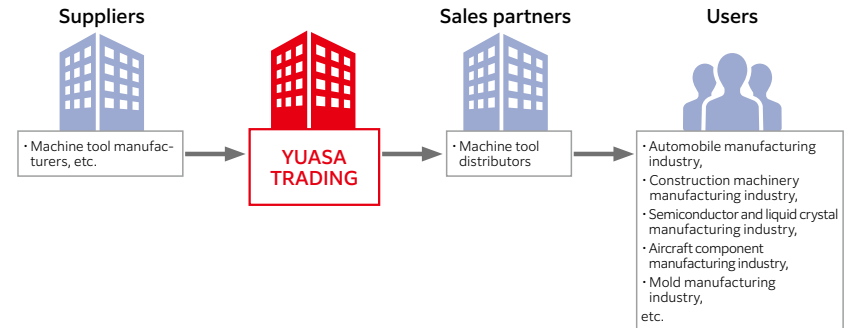 Suppliers
Sales partners
Users
・Machine tool manufac-
turers, etc.
YUASA
TRADING
・Machine tool
distributors
・Automobile manufacturing
industry,
・Construction machinery
manufacturing industry,
・Semiconductor and liquid crystal
manufacturing industry,
・Aircraft component
manufacturing industry,
・Mold manufacturing
industry,
etc.